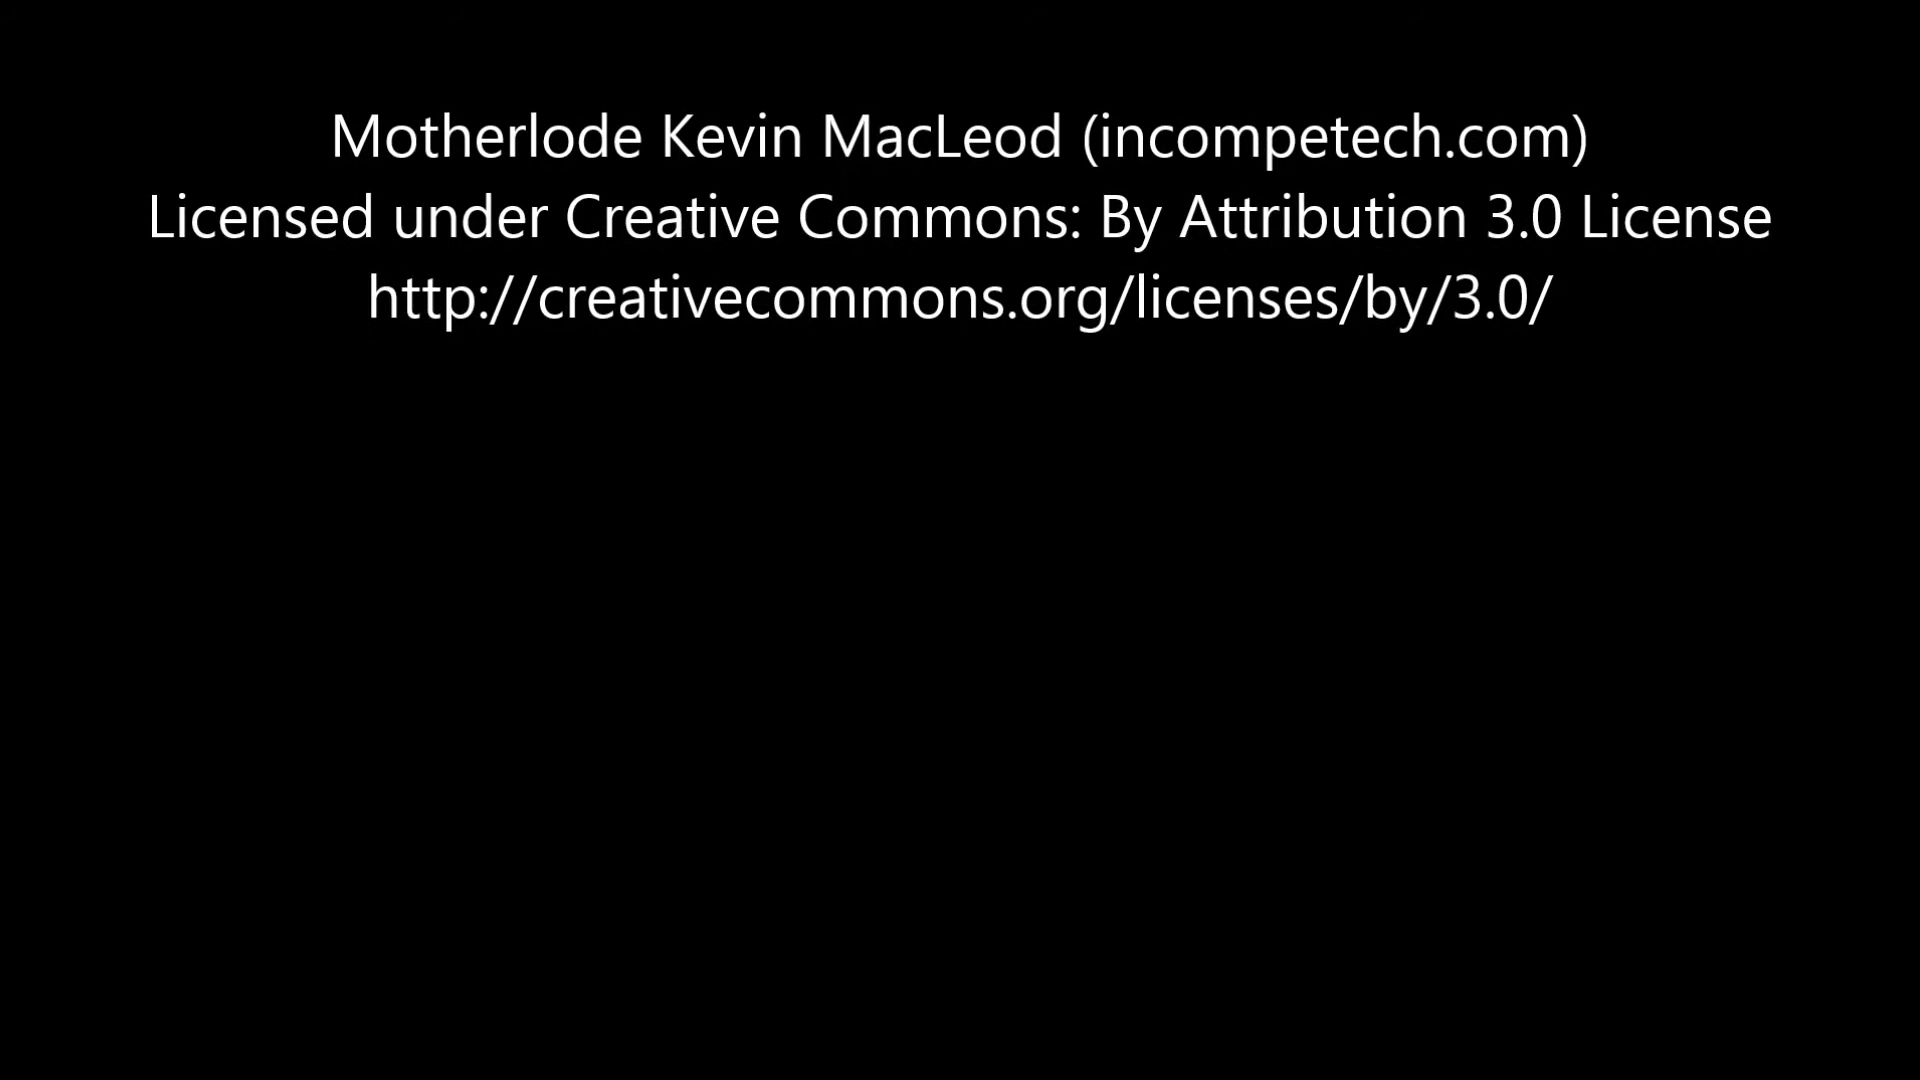 Motherlode Kevin MacLeod (incompetech.com)
Licensed under Creative Commons: By Attribution 3.0 License
http://creativecommons.org/licenses/by/3.0/